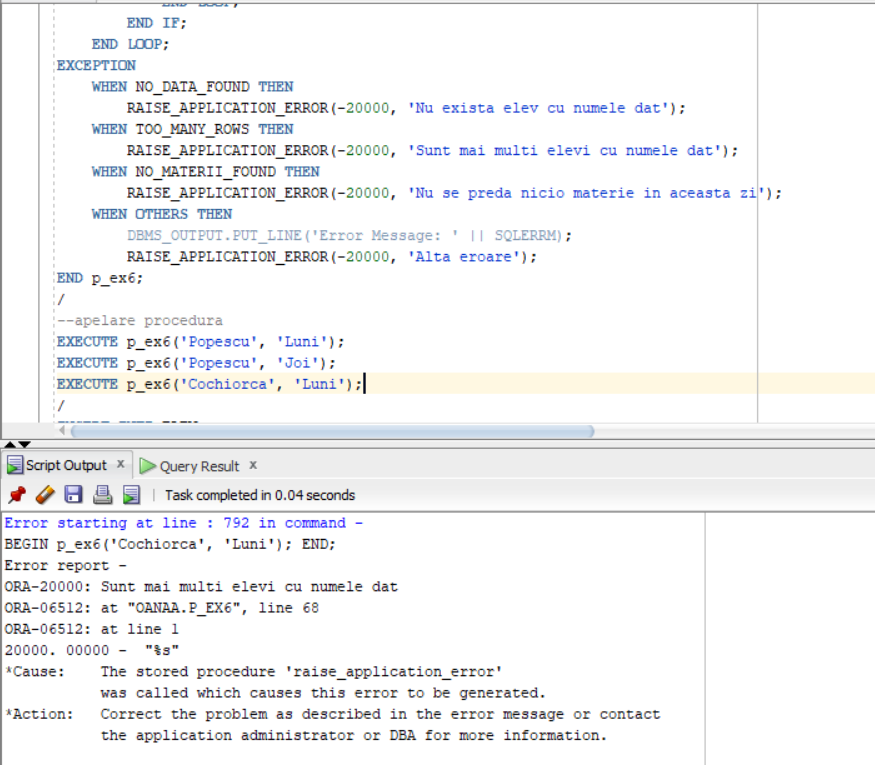 END LOOP;
END IF;
END LOOP;
EXCEPTION
WHEN NO_DATA_FOUND THEN
RAISE_APPLICATION_ERROR(-20000, 'Nu exista elev cu numele dat');
WHEN TOO_MANY_ROWS THEN
RAISE_APPLICATION_ERROR(-20000, 'Sunt mai multi elevi cu numele dat');
WHEN NO_MATERII_FOUND THEN
RAISE_APPLICATION_ERROR(-20000, 'Nu se preda nicio materie in aceasta zi');
WHEN OTHERS THEN
DBMS_OUTPUT.PUT_LINE('Error Message: ' || SQLERRM);
RAISE_APPLICATION_ERROR(-20000, 'Alta eroare');
END p_ex6;
/
--apelare procedura
EXECUTE p_ex6('Popescu', 'Luni');
EXECUTE p_ex6('Popescu', 'Joi');
EXECUTE p_ex6('Cochiorca', 'Luni');
/
Script Output x Query Result x
Task completed in 0.04 seconds
Error starting at line : 792 in command -
BEGIN p_ex6('Cochiorca', 'Luni'); END;
Error report -
ORA-20000: Sunt mai multi elevi cu numele dat
ORA-06512: at "OANAA.P_EX6", line 68
ORA-06512: at line 1
20000. 00000 -  "%s"
*Cause:    The stored procedure 'raise_application_error'
was called which causes this error to be generated.
*Action:   Correct the problem as described in the error message or contact
the application administrator or DBA for more information.